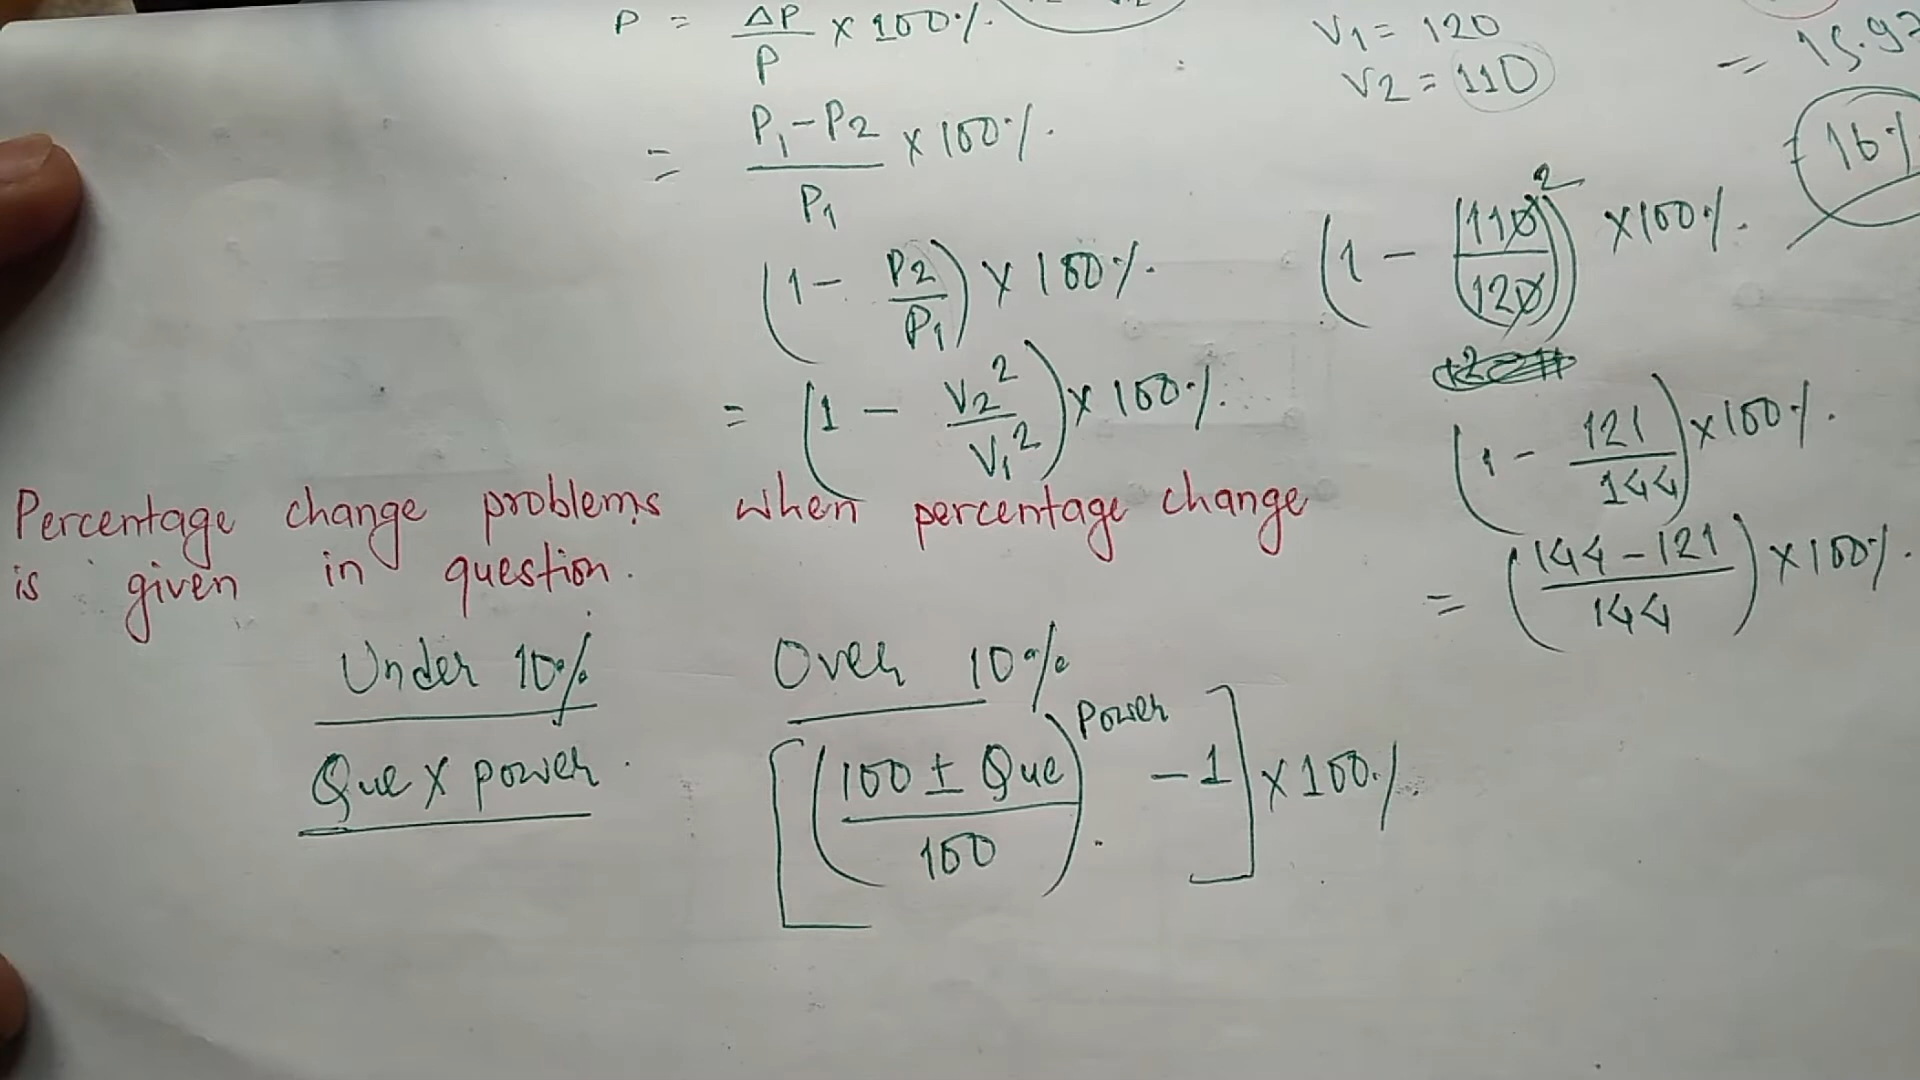 P = ΔP/P × 100%.
= (P1 - P2)/P1 × 100%.
(1 - P2/P1) × 100%.
= (1 - V2²/V1²) × 100%.
V1 = 120
V2 = 110
= 15.97
16%
(1 - (110/120)²) × 100%.
(1 - 121/144) × 100%.
= ((144 - 121)/144) × 100%.
Percentage change problems when percentage change
is given in question.
Under 10%
Que X power.
Over 10%
[((100 ± Que)/100)^Power - 1] × 100%.